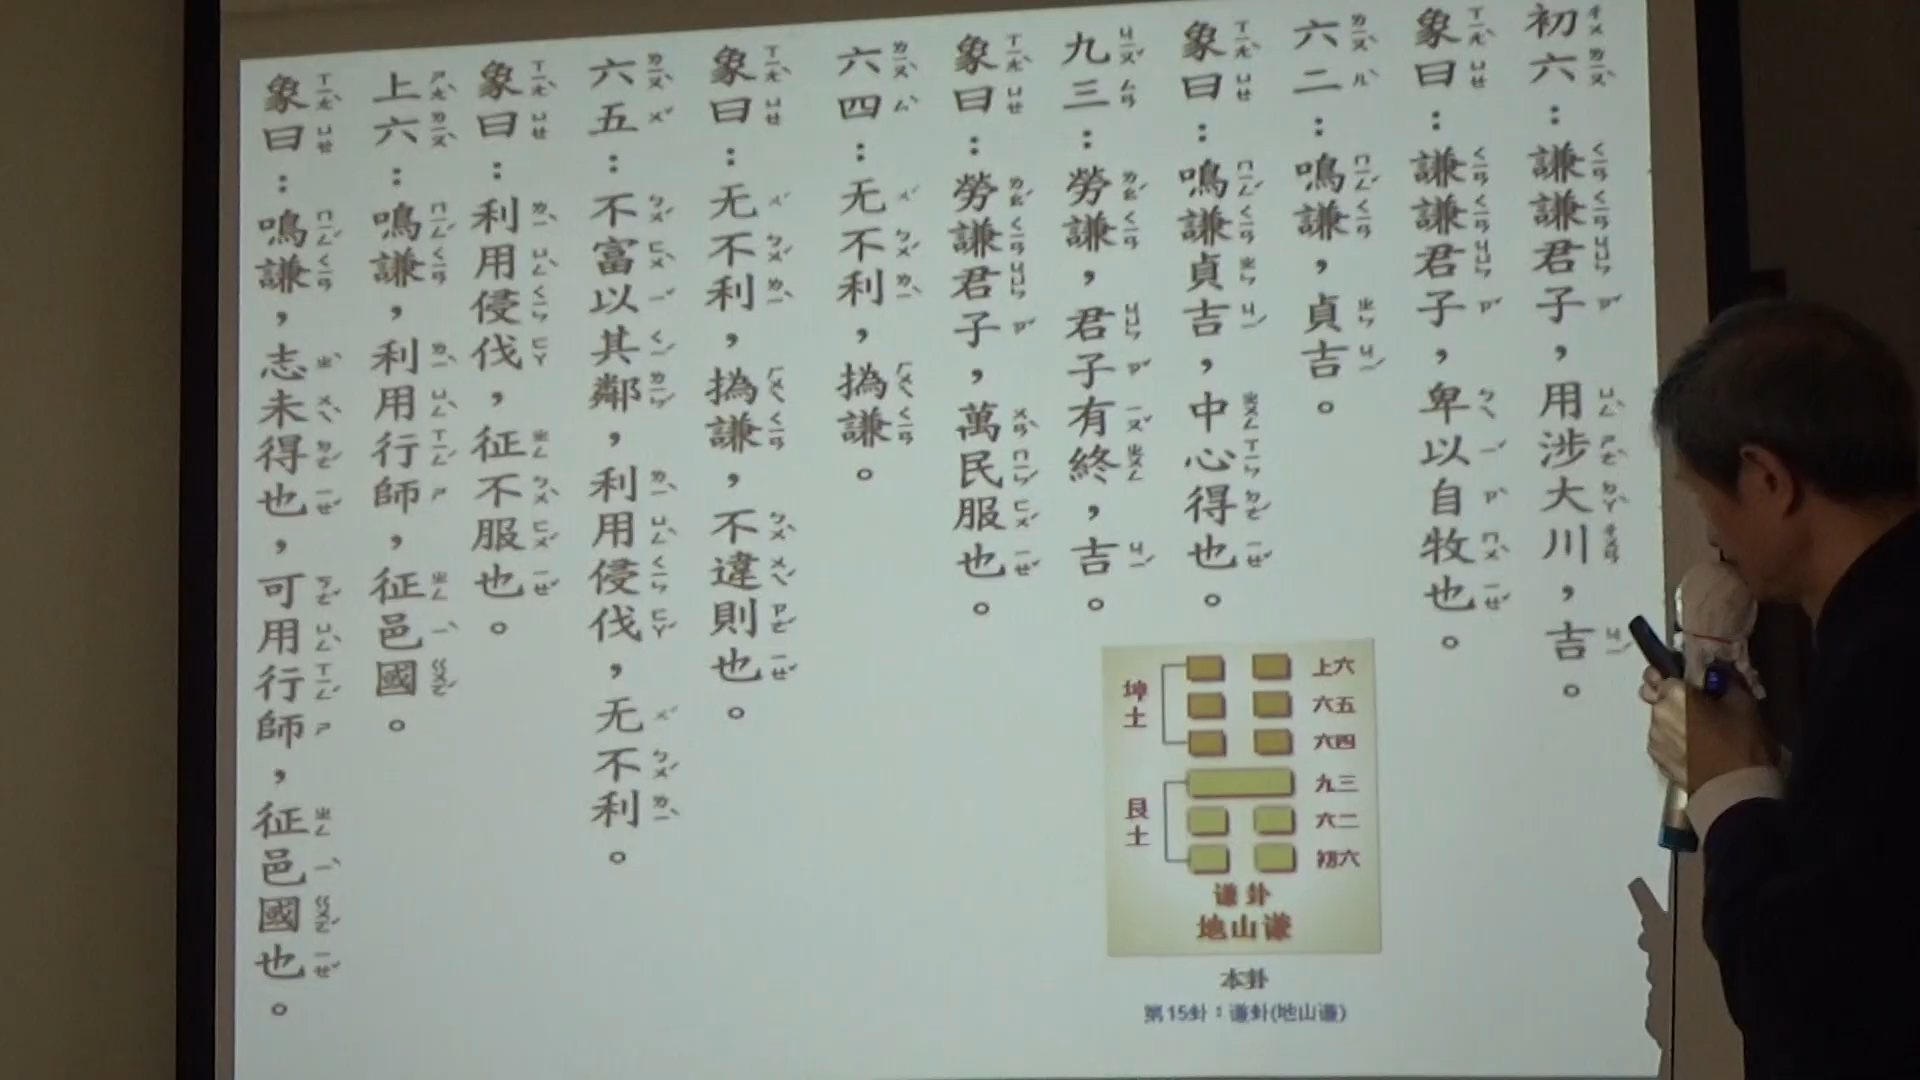 初六：謙謙君子，用涉大川，吉。
象曰：謙謙君子，卑以自牧也。
六二：鳴謙，貞吉。
象曰：鳴謙貞吉，中心得也。
九三：勞謙，君子有終，吉。
象曰：勞謙君子，萬民服也。
六四：无不利，撝謙。
象曰：无不利，撝謙，不違則也。
六五：不富以其鄰，利用侵伐，无不利。
象曰：利用侵伐，征不服也。
上六：鳴謙，利用行師，征邑國。
象曰：鳴謙，志未得也，可用行師，征邑國也。
坤土
艮土
上六
六五
六四
九三
六二
初六
谦卦
地山谦
本卦
第15卦：谦卦(地山谦)